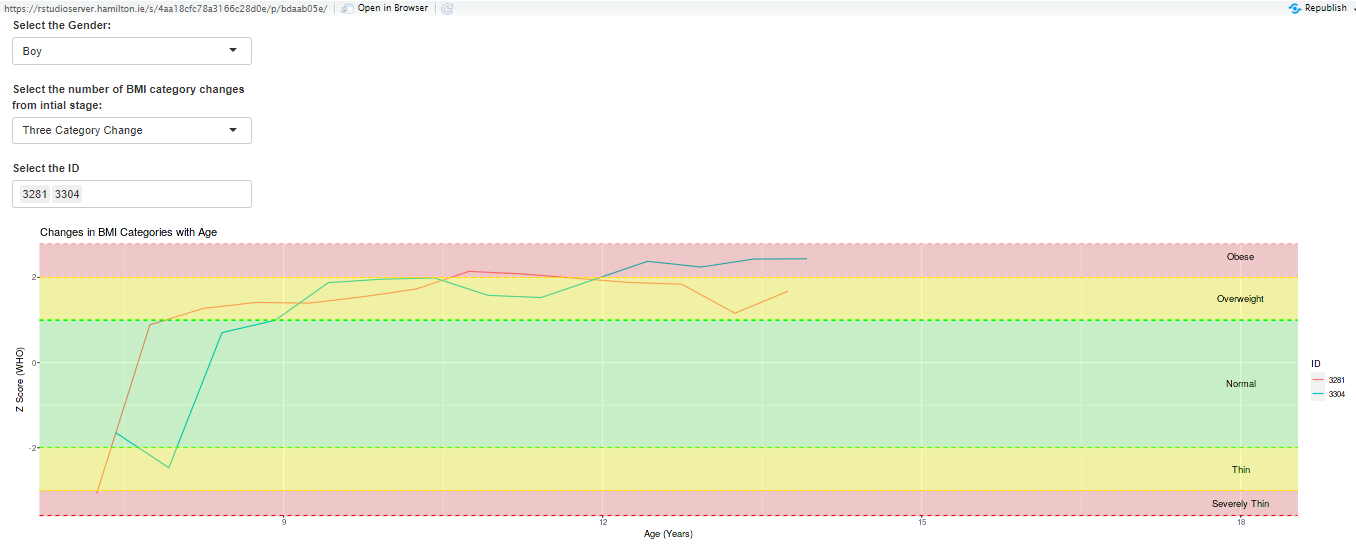 https://rstudioserver.hamilton.ie/s/4aa18cfc78a3166c28d0e/p/bdaab05e/ Open in Browser Republish
Select the Gender:
Boy
Select the number of BMI category changes
from intial stage:
Three Category Change
Select the ID
3281 3304
Changes in BMI Categories with Age
Obese
2
Overweight
Z Score (WHO)
0
ID
3281
Normal
3304
-2
Thin
Severely Thin
9 12 15 18
Age (Years)